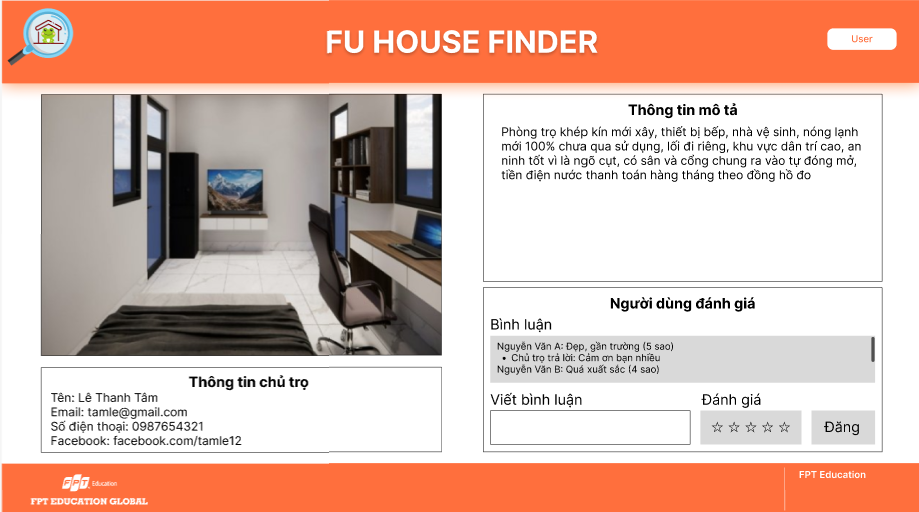 FU HOUSE FINDER
User
Thông tin mô tả
Phòng trọ khép kín mới xây, thiết bị bếp, nhà vệ sinh, nóng lạnh
mới 100% chưa qua sử dụng, lối đi riêng, khu vực dân trí cao, an
ninh tốt vì là ngõ cụt, có sân và cổng chung ra vào tự đóng mở,
tiền điện nước thanh toán hàng tháng theo đồng hồ đo
Thông tin chủ trọ
Tên: Lê Thanh Tâm
Email: tamle@gmail.com
Số điện thoại: 0987654321
Facebook: facebook.com/tamle12
Người dùng đánh giá
Bình luận
Nguyễn Văn A: Đẹp, gần trường (5 sao)
• Chủ trọ trả lời: Cảm ơn bạn nhiều
Nguyễn Văn B: Quá xuất sắc (4 sao)
Viết bình luận
Đánh giá
☆ ☆ ☆ ☆ ☆
Đăng
FPT Education
FPT EDUCATION GLOBAL
FPT Education